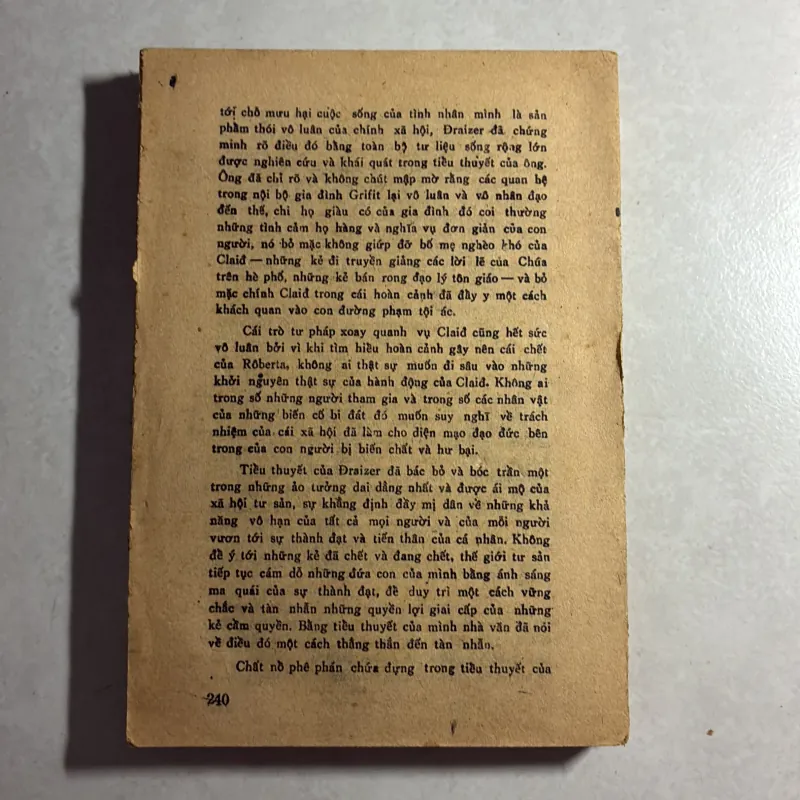 tới chỗ mưu hại cuộc sống của tình nhân mình là sản
phẩm thói vô luân của chính xã hội, Đraizer đã chứng
minh rõ điều đó bằng toàn bộ tư liệu sống rộng lớn
được nghiên cứu và khái quát trong tiểu thuyết của ông.
Ông đã chỉ rõ và không chút mập mờ rằng các quan hệ
trong nội bộ gia đình Grifit lại vô luân và vô nhân đạo
đến thế, chi họ giàu có của gia đình đó coi thường
những tình cảm họ hàng và nghĩa vụ đơn giản của con
người, nó bỏ mặc không giúp đỡ bố mẹ nghèo khó của
Claiđ — những kẻ đi truyền giảng các lời lẽ của Chúa
trên hè phố, những kẻ bán rong đạo lý tôn giáo — và bỏ
mặc chính Claiđ trong cái hoàn cảnh đã đẩy y một cách
khách quan vào con đường phạm tội ác.
Cái trò tư pháp xoay quanh vụ Claiđ cũng hết sức
vô luân bởi vì khi tìm hiểu hoàn cảnh gây nên cái chết
của Rôberta, không ai thật sự muốn đi sâu vào những
khởi nguyên thật sự của hành động của Claiđ. Không ai
trong số những người tham gia và trong số các nhân vật
của những biến cố bi đát đó muốn suy nghĩ về trách
nhiệm của cái xã hội đã làm cho diện mạo đạo đức bên
trong của con người bị biến chất và hư bại.
Tiểu thuyết của Đraizer đã bác bỏ và bóc trần một
trong những ảo tưởng dai dẳng nhất và được ái mộ của
xã hội tư sản, sự khẳng định đầy mị dân về những khả
năng vô hạn của tất cả mọi người và của mỗi người
vươn tới sự thành đạt và tiến thân của cá nhân. Không
để ý tới những kẻ đã chết và đang chết, thế giới tư sản
tiếp tục cám dỗ những đứa con của mình bằng ánh sáng
ma quái của sự thành đạt, để duy trì một cách vững
chắc và tàn nhẫn những quyền lợi giai cấp của những
kẻ cầm quyền. Bằng tiểu thuyết của mình nhà văn đã nói
về điều đó một cách thẳng thắn đến tàn nhẫn.
Chất nổ phê phán chứa đựng trong tiểu thuyết của
240